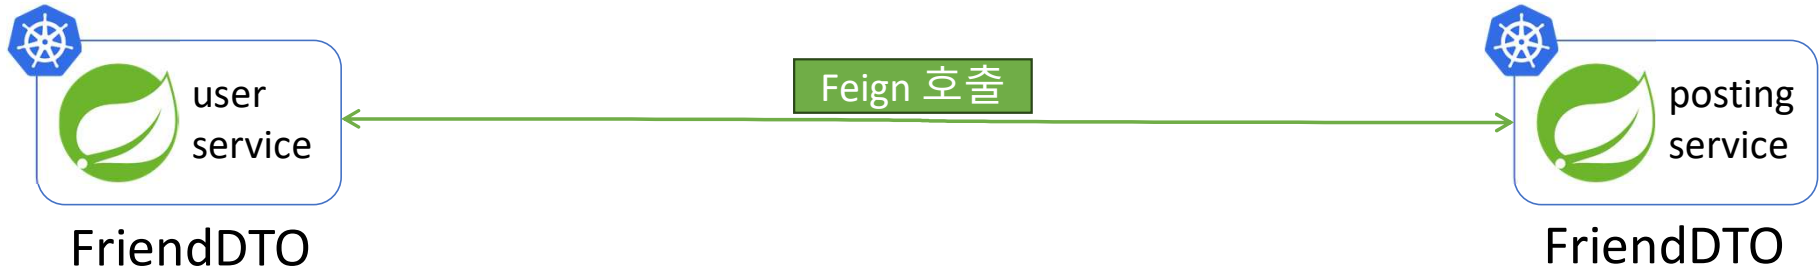 user
service
Feign 호출
posting
service
FriendDTO
FriendDTO